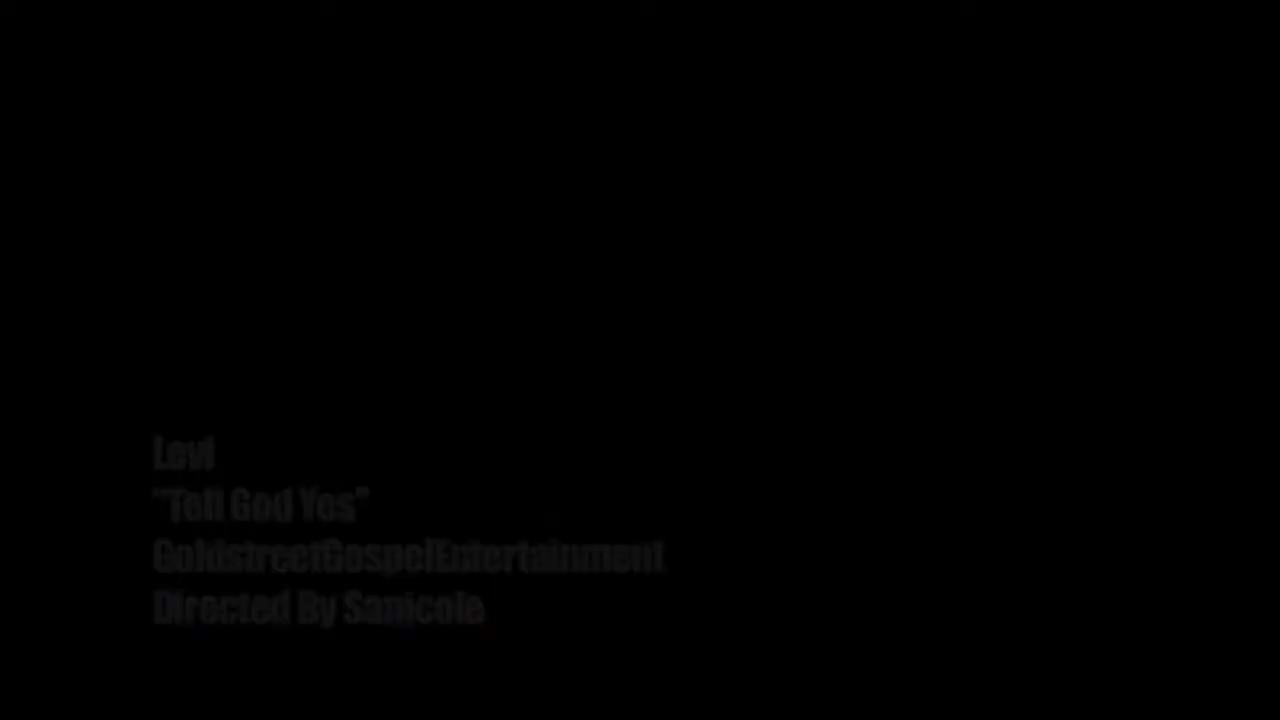 Levi
"Tell God Yes"
GoldstreetGospelEntertainment
Directed By Sanicole